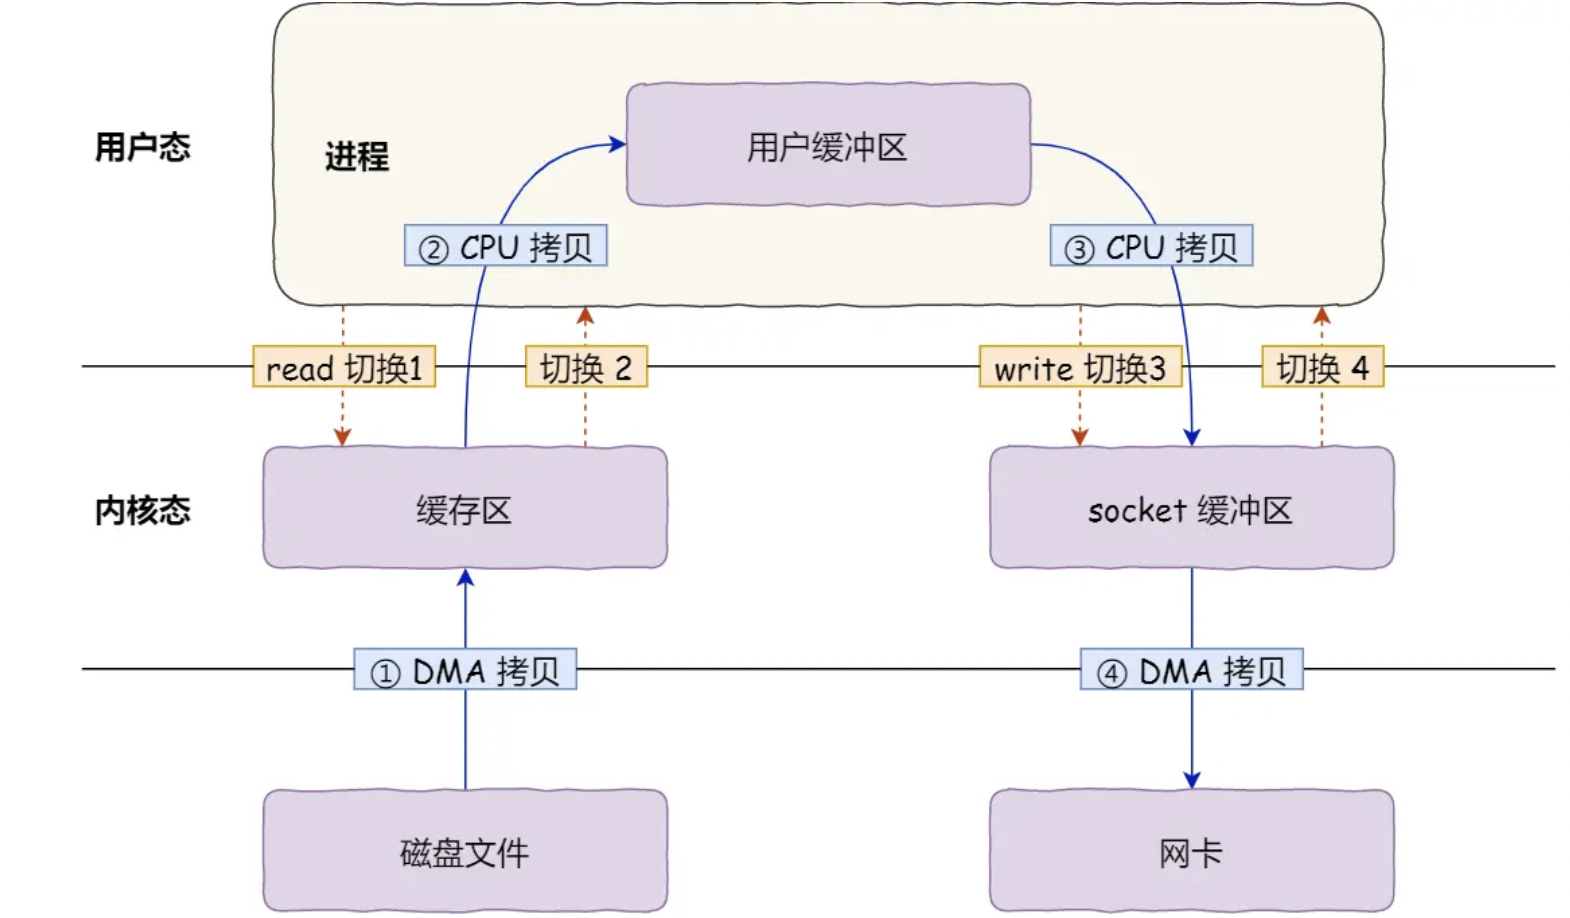 用户态
进程
用户缓冲区
② CPU 拷贝
③ CPU 拷贝
read 切换1
切换 2
write 切换3
切换 4
内核态
缓存区
socket 缓冲区
① DMA 拷贝
④ DMA 拷贝
磁盘文件
网卡